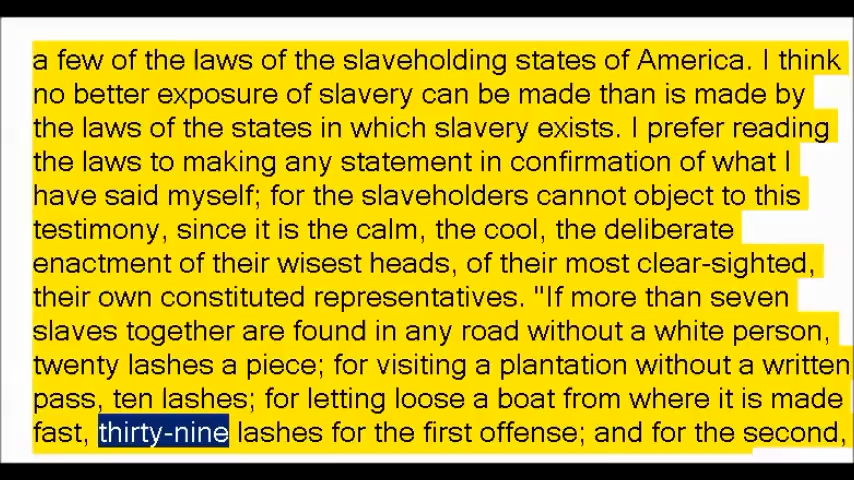 a few of the laws of the slaveholding states of America. I think
no better exposure of slavery can be made than is made by
the laws of the states in which slavery exists. I prefer reading
the laws to making any statement in confirmation of what I
have said myself; for the slaveholders cannot object to this
testimony, since it is the calm, the cool, the deliberate
enactment of their wisest heads, of their most clear-sighted,
their own constituted representatives. "If more than seven
slaves together are found in any road without a white person,
twenty lashes a piece; for visiting a plantation without a written
pass, ten lashes; for letting loose a boat from where it is made
fast, thirty-nine lashes for the first offense; and for the second,